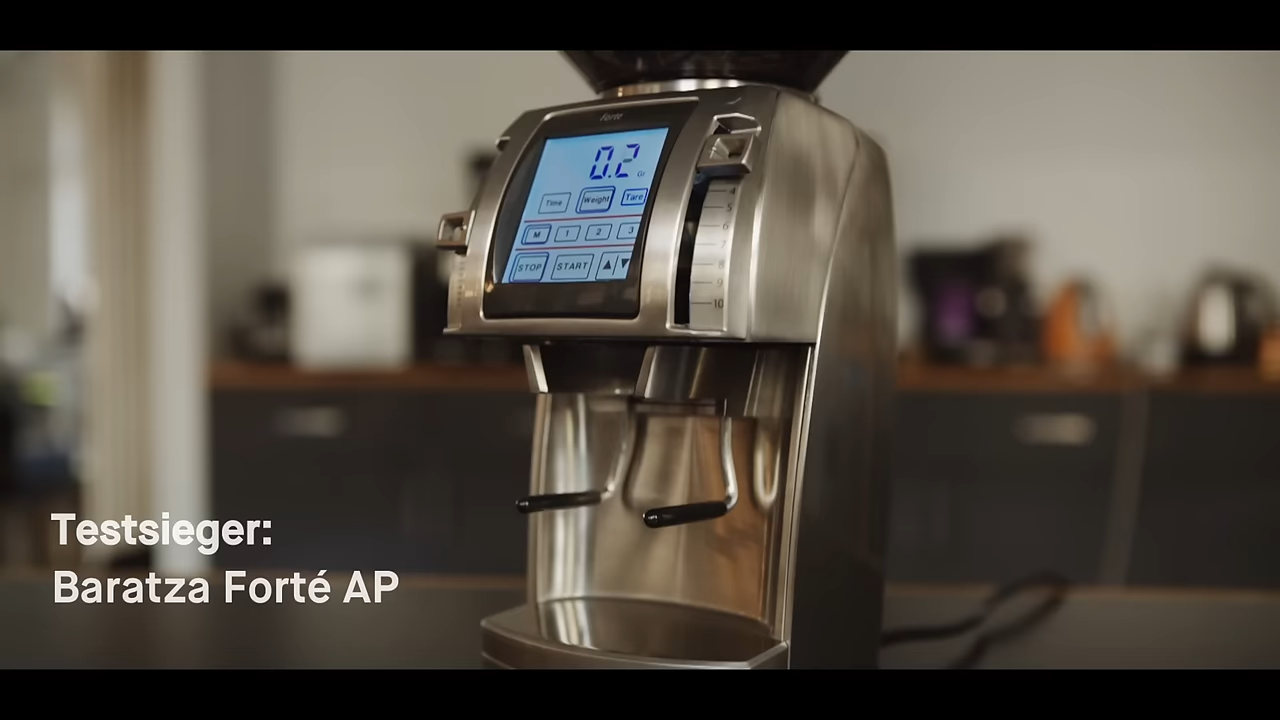 Forté
0.2
Gr
Time Weight Tare
M 1 2 3
STOP START
4
5
6
7
8
9
10
Testsieger:
Baratza Forté AP